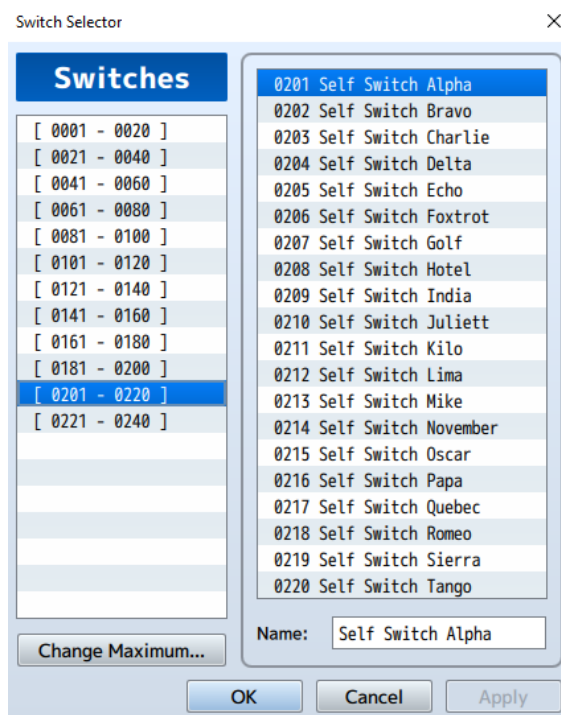 Switch Selector
Switches
[ 0001 - 0020 ]
[ 0021 - 0040 ]
[ 0041 - 0060 ]
[ 0061 - 0080 ]
[ 0081 - 0100 ]
[ 0101 - 0120 ]
[ 0121 - 0140 ]
[ 0141 - 0160 ]
[ 0161 - 0180 ]
[ 0181 - 0200 ]
[ 0201 - 0220 ]
[ 0221 - 0240 ]
Change Maximum...
0201 Self Switch Alpha
0202 Self Switch Bravo
0203 Self Switch Charlie
0204 Self Switch Delta
0205 Self Switch Echo
0206 Self Switch Foxtrot
0207 Self Switch Golf
0208 Self Switch Hotel
0209 Self Switch India
0210 Self Switch Juliett
0211 Self Switch Kilo
0212 Self Switch Lima
0213 Self Switch Mike
0214 Self Switch November
0215 Self Switch Oscar
0216 Self Switch Papa
0217 Self Switch Quebec
0218 Self Switch Romeo
0219 Self Switch Sierra
0220 Self Switch Tango
Name: Self Switch Alpha
OK Cancel Apply